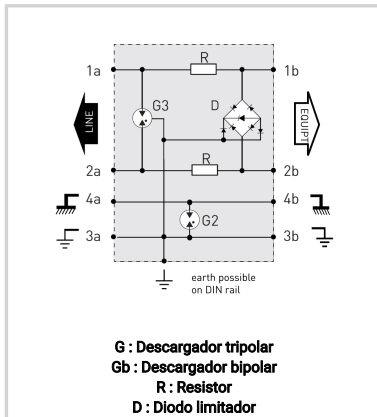 R
1a 1b
G3 D
LINE EQUIPT
R
2a 2b
4a 4b
G2
3a 3b
earth possible
on DIN rail
G : Descargador tripolar
Gb : Descargador bipolar
R : Resistor
D : Diodo limitador